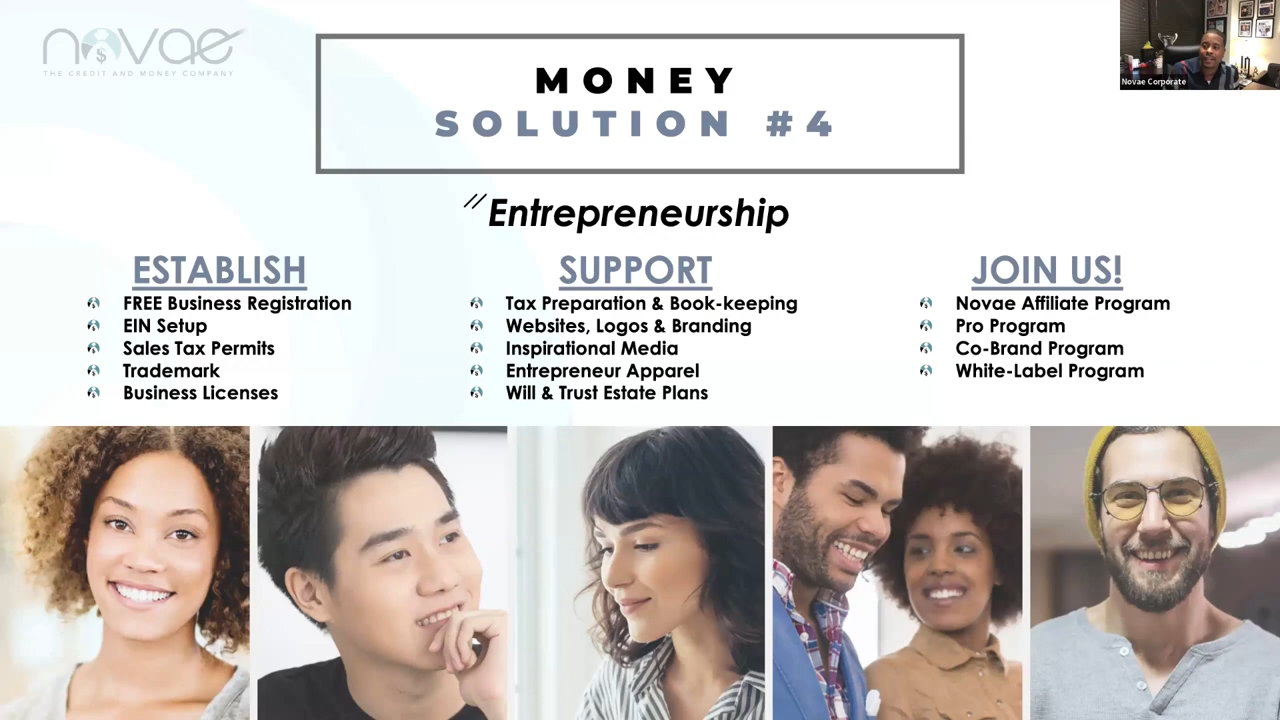 novae
THE CREDIT AND MONEY COMPANY
MONEY
SOLUTION #4
Novae Corporate
Entrepreneurship
ESTABLISH
FREE Business Registration
EIN Setup
Sales Tax Permits
Trademark
Business Licenses
SUPPORT
Tax Preparation & Book-keeping
Websites, Logos & Branding
Inspirational Media
Entrepreneur Apparel
Will & Trust Estate Plans
JOIN US!
Novae Affiliate Program
Pro Program
Co-Brand Program
White-Label Program